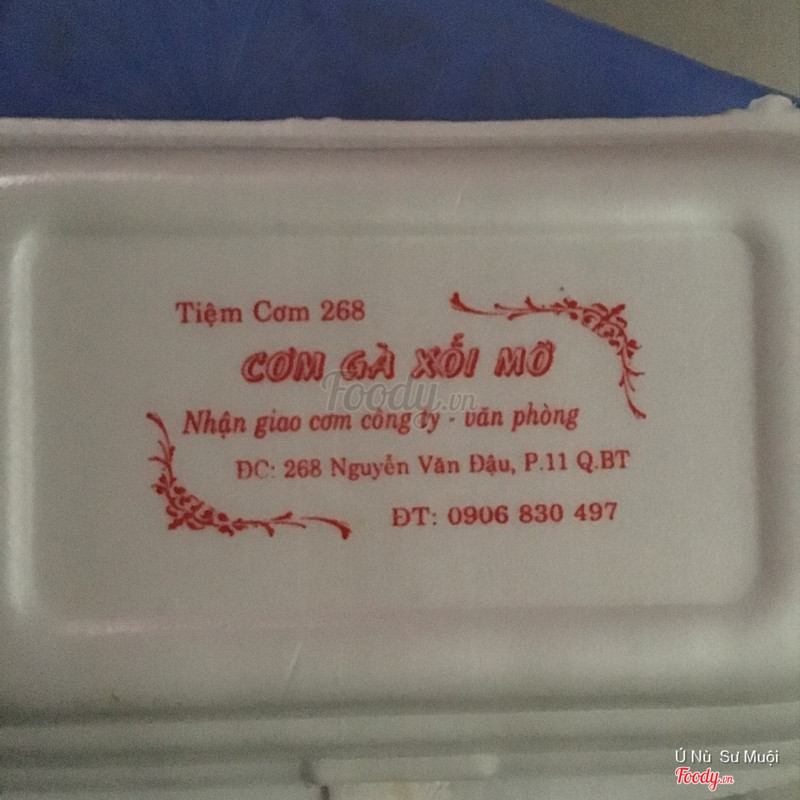 Tiệm Cơm 268
CƠM GÀ XỐI MỠ
Nhận giao cơm công ty - văn phòng
ĐC: 268 Nguyễn Văn Đậu, P.11 Q.BT
ĐT: 0906 830 497
Foody.vn
Ú Nù Sư Muội
Foody.vn